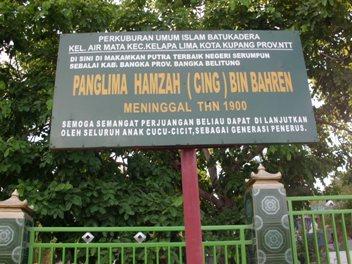 PERKUBURAN UMUM ISLAM BATUKADERA
KEL. AIR MATA KEC.KELAPA LIMA KOTA KUPANG PROV.NTT
DI SINI DI MAKAMKAN PUTRA TERBAIK NEGERI SERUMPUN
SEBALAI KAB. BANGKA PROV. BANGKA BELITUNG
PANGLIMA HAMZAH (CING) BIN BAHREN
MENINGGAL THN 1900
SEMOGA SEMANGAT PERJUANGAN BELIAU DAPAT DI LANJUTKAN
OLEH SELURUH ANAK CUCU-CICIT,SEBAGAI GENERASI PENERUS.